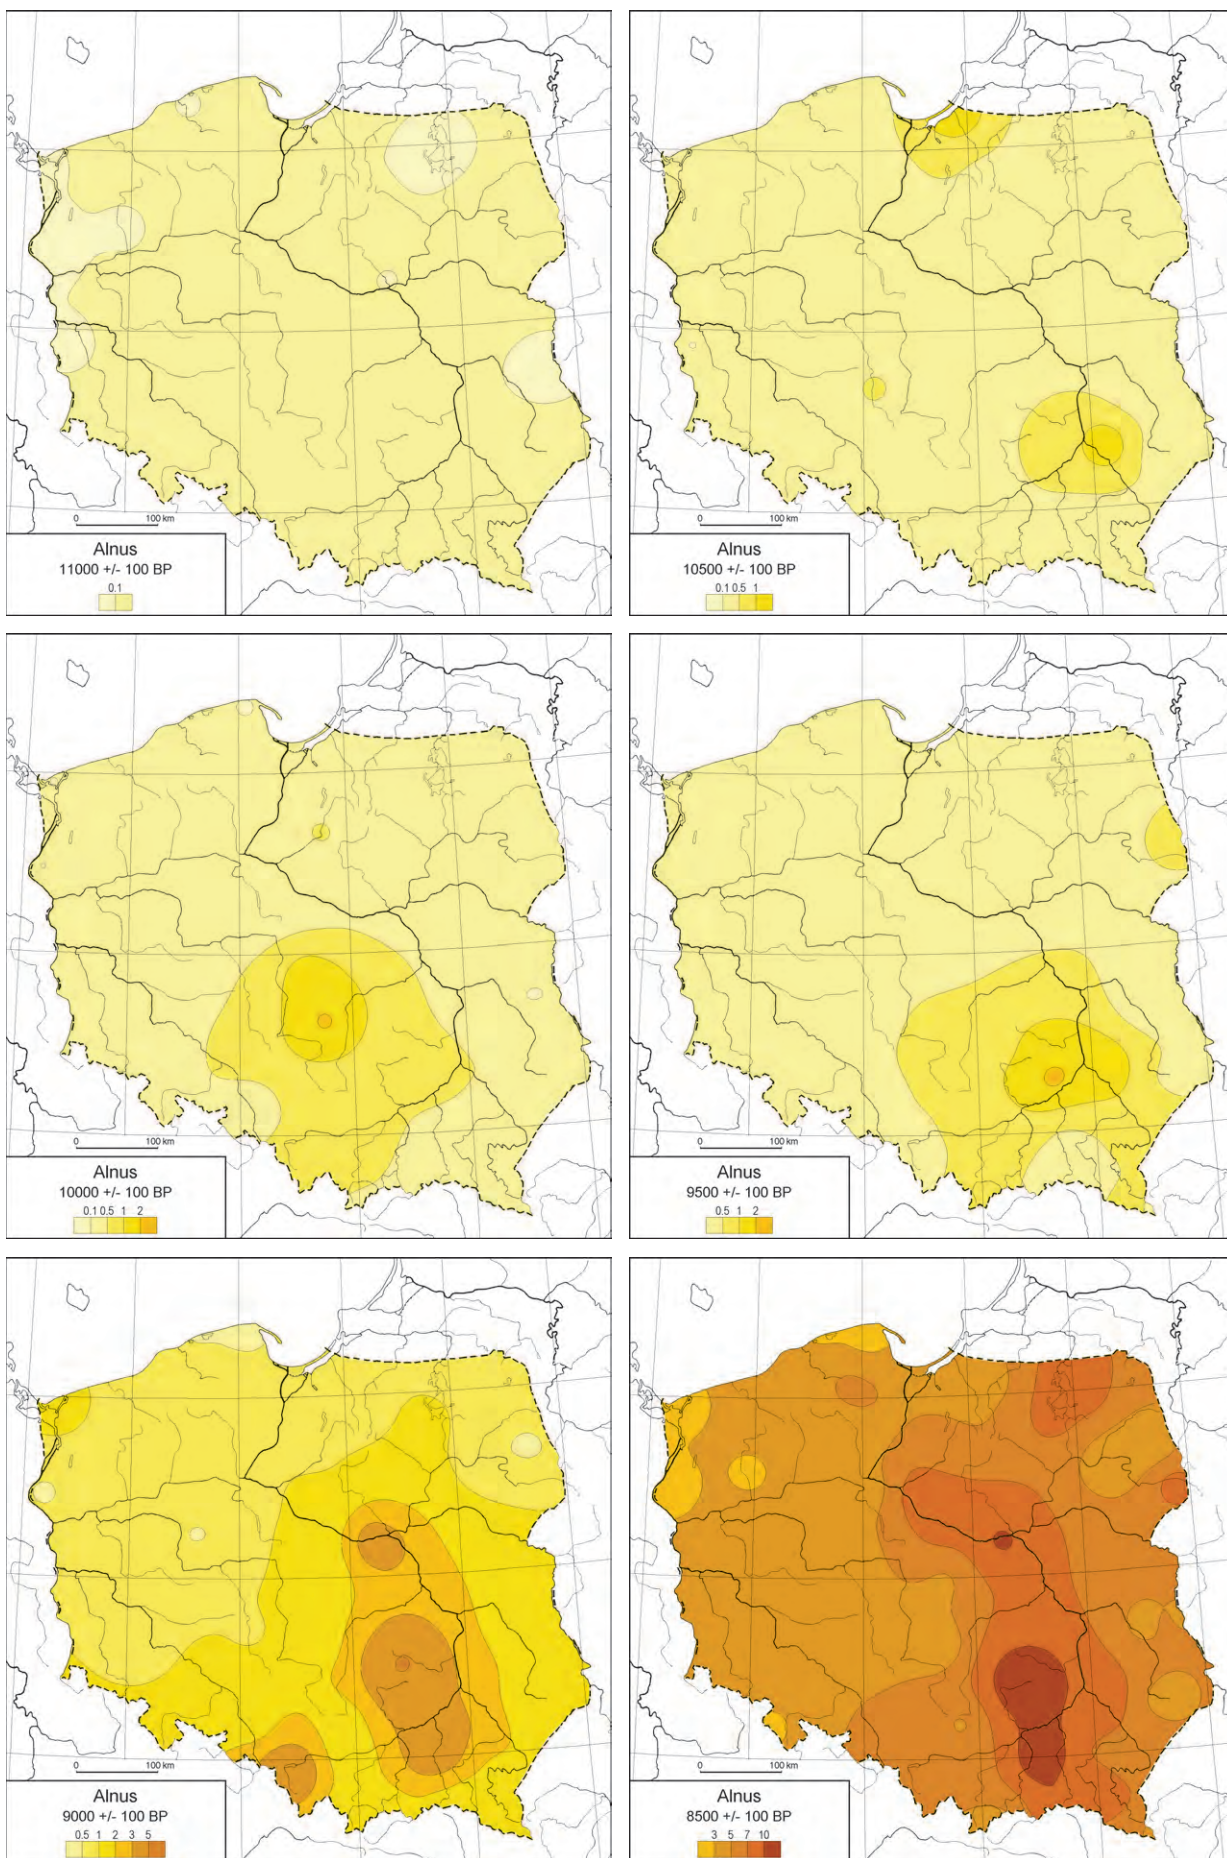 0 100 km
Alnus
11000 +/- 100 BP
0.1
0 100 km
Alnus
10500 +/- 100 BP
0.1 0.5 1
0 100 km
Alnus
10000 +/- 100 BP
0.1 0.5 1 2
0 100 km
Alnus
9500 +/- 100 BP
0.5 1 2
0 100 km
Alnus
9000 +/- 100 BP
0.5 1 2 3 5
0 100 km
Alnus
8500 +/- 100 BP
3 5 7 10